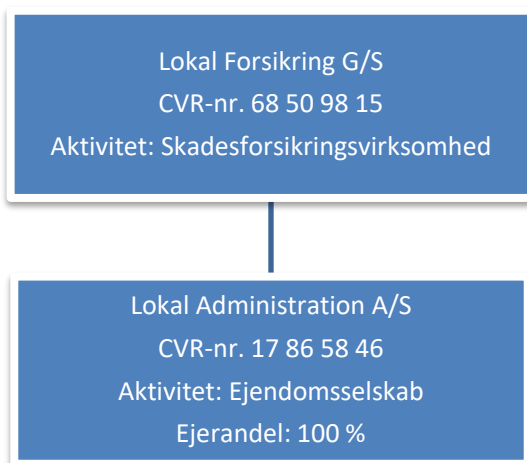 Lokal Forsikring G/S
CVR-nr. 68 50 98 15
Aktivitet: Skadesforsikringsvirksomhed
Lokal Administration A/S
CVR-nr. 17 86 58 46
Aktivitet: Ejendomsselskab
Ejerandel: 100 %